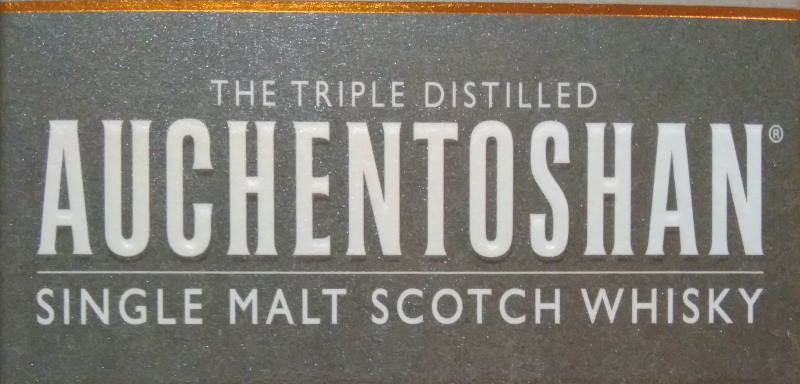 THE TRIPLE DISTILLED
AUCHENTOSHAN®
SINGLE MALT SCOTCH WHISKY